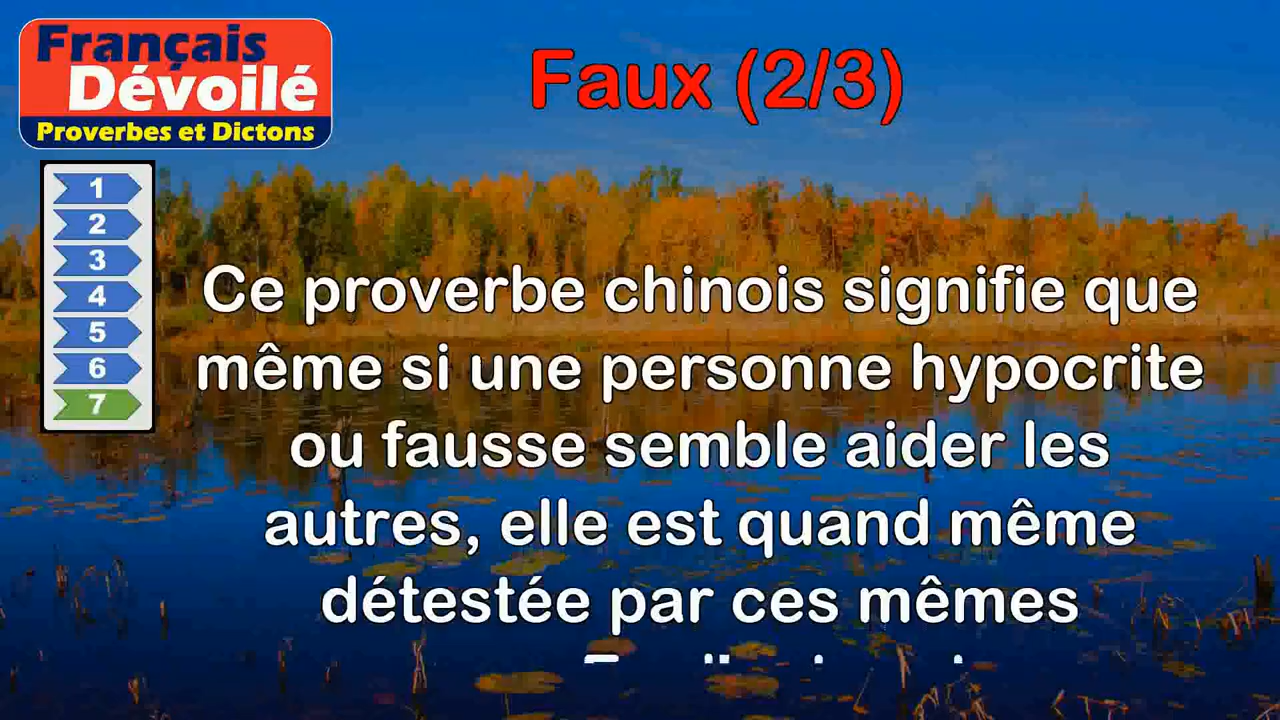 Français
Dévoilé
Proverbes et Dictons
Faux (2/3)
1
2
3
4
5
6
7
Ce proverbe chinois signifie que
même si une personne hypocrite
ou fausse semble aider les
autres, elle est quand même
détestée par ces mêmes